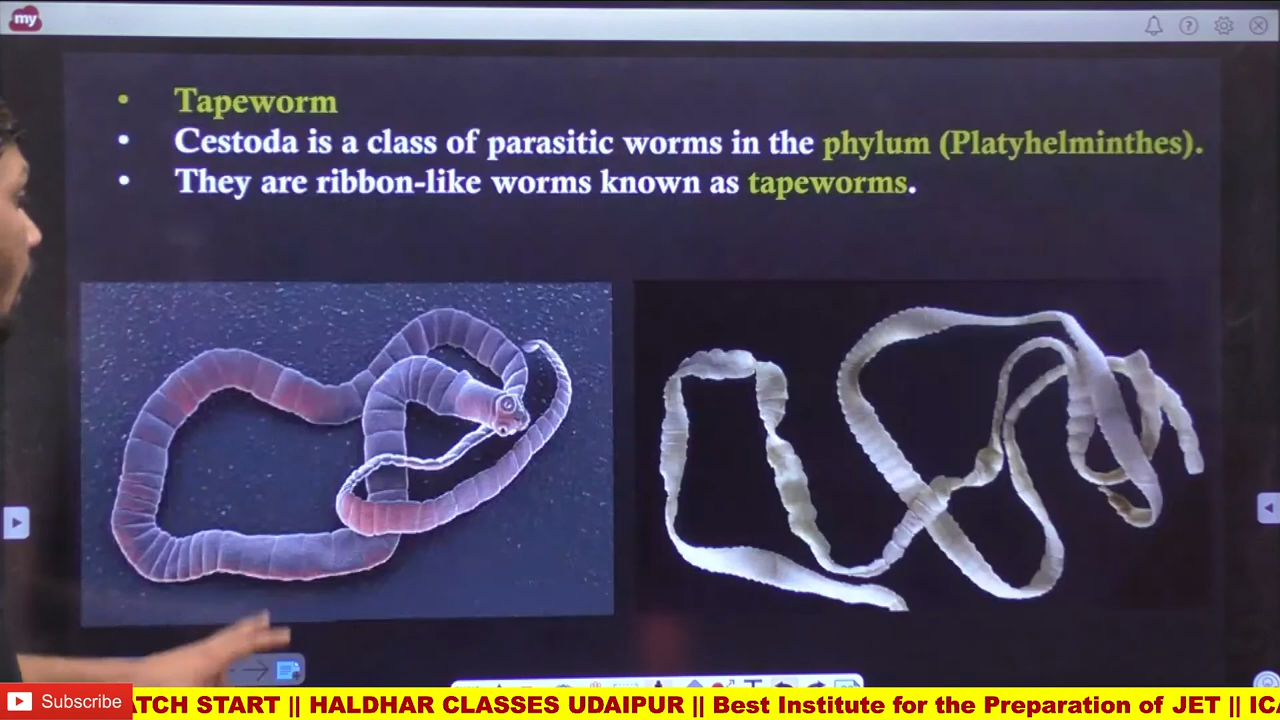 my
• Tapeworm
• Cestoda is a class of parasitic worms in the phylum (Platyhelminthes).
• They are ribbon-like worms known as tapeworms.
Subscribe
TCH START || HALDHAR CLASSES UDAIPUR || Best Institute for the Preparation of JET || ICA